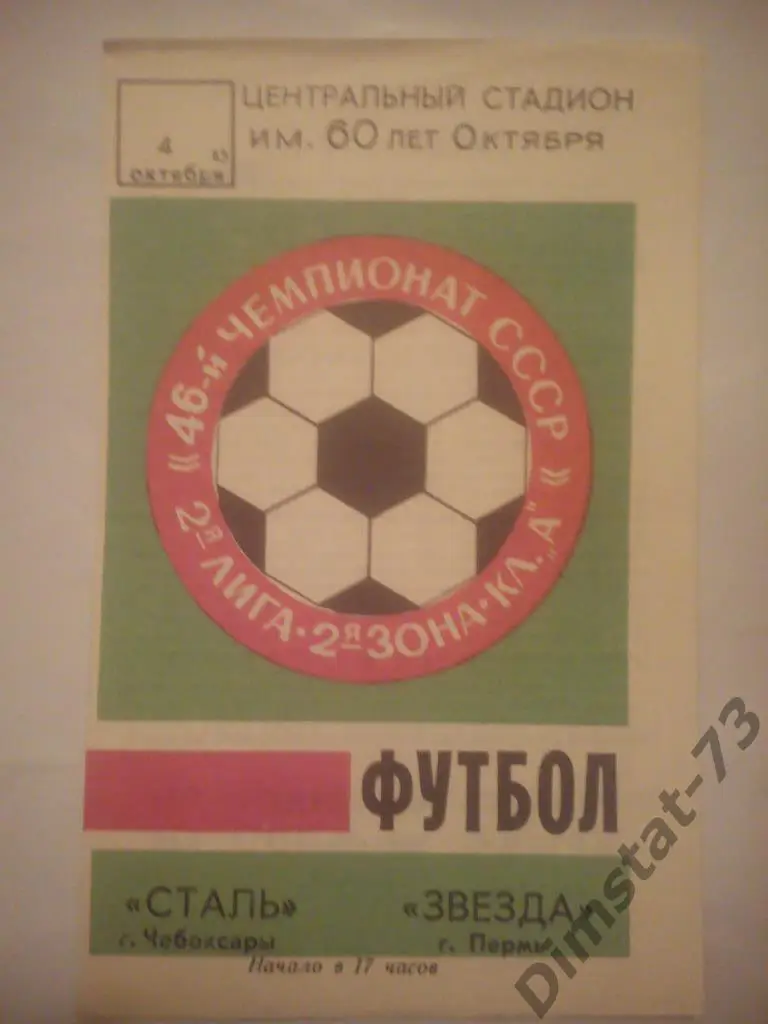 ЦЕНТРАЛЬНЫЙ СТАДИОН
ИМ. 60 ЛЕТ ОКТЯБРЯ
4
октября
«46-й ЧЕМПИОНАТ СССР»
2я ЛИГА · 2я ЗОНА · КЛ. „А"
ФУТБОЛ
«СТАЛЬ» «ЗВЕЗДА»
г. Чебоксары г. Пермь
Начало в 17 часов
Dimstat-73